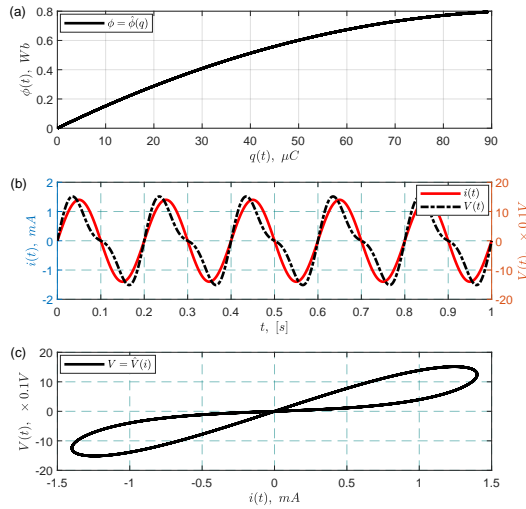 (a)
φ = φ̂(q)
0.8
0.6
0.4
0.2
0
φ(t), Wb
0 10 20 30 40 50 60 70 80 90
q(t), μC
(b)
i(t)
V(t)
2
1
0
-1
-2
i(t), mA
20
10
0
-10
-20
V(t) ×0.1V
0 0.1 0.2 0.3 0.4 0.5 0.6 0.7 0.8 0.9 1
t, [s]
(c)
V = V̂(i)
20
10
0
-10
-20
V(t), ×0.1V
-1.5 -1 -0.5 0 0.5 1 1.5
i(t), mA